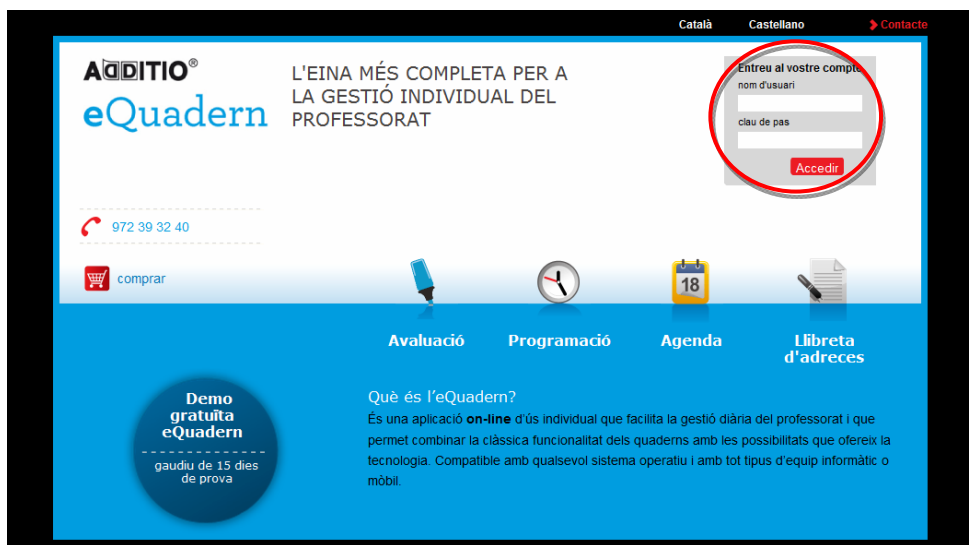 Català Castellano Contacte
ADDITIO®
eQuadern
L'EINA MÉS COMPLETA PER A
LA GESTIÓ INDIVIDUAL DEL
PROFESSORAT
Entreu al vostre compte
nom d'usuari
clau de pas
Accedir
972 39 32 40
comprar
18
Avaluació
Programació
Agenda
Llibreta
d'adreces
Demo
gratuïta
eQuadern
gaudiu de 15 dies
de prova
Què és l'eQuadern?
És una aplicació on-line d'ús individual que facilita la gestió diària del professorat i que
permet combinar la clàssica funcionalitat dels quaderns amb les possibilitats que ofereix la
tecnologia. Compatible amb qualsevol sistema operatiu i amb tot tipus d'equip informàtic o
mòbil.